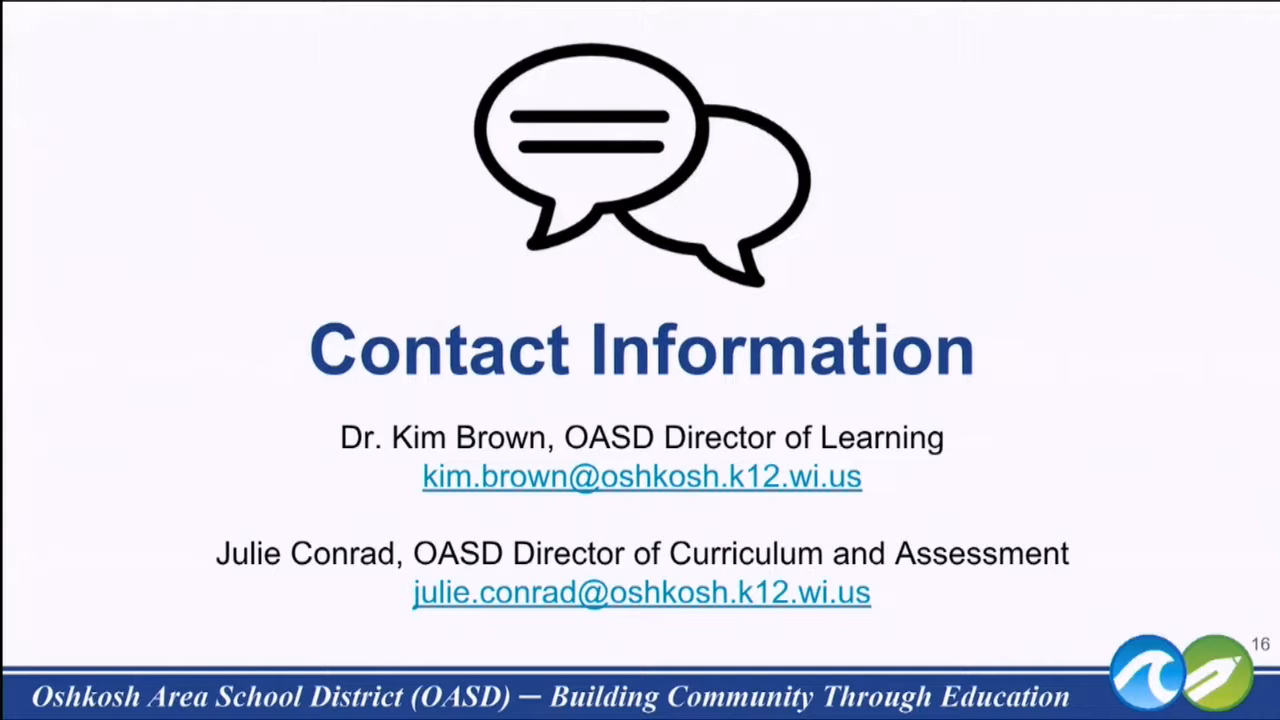 Contact Information
Dr. Kim Brown, OASD Director of Learning
kim.brown@oshkosh.k12.wi.us
Julie Conrad, OASD Director of Curriculum and Assessment
julie.conrad@oshkosh.k12.wi.us
16
Oshkosh Area School District (OASD) — Building Community Through Education